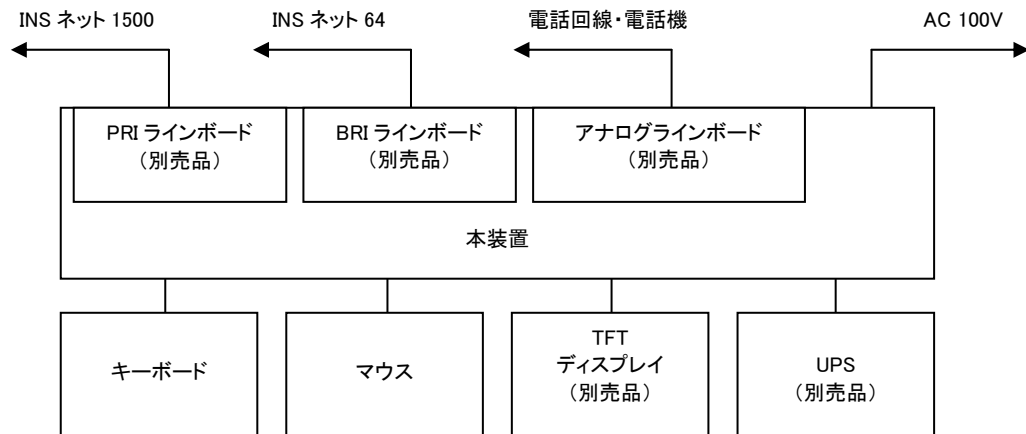 INS ネット 1500
INS ネット 64
電話回線・電話機
AC 100V
PRI ラインボード
（別売品）
BRI ラインボード
（別売品）
アナログラインボード
（別売品）
本装置
キーボード
マウス
TFT
ディスプレイ
（別売品）
UPS
（別売品）